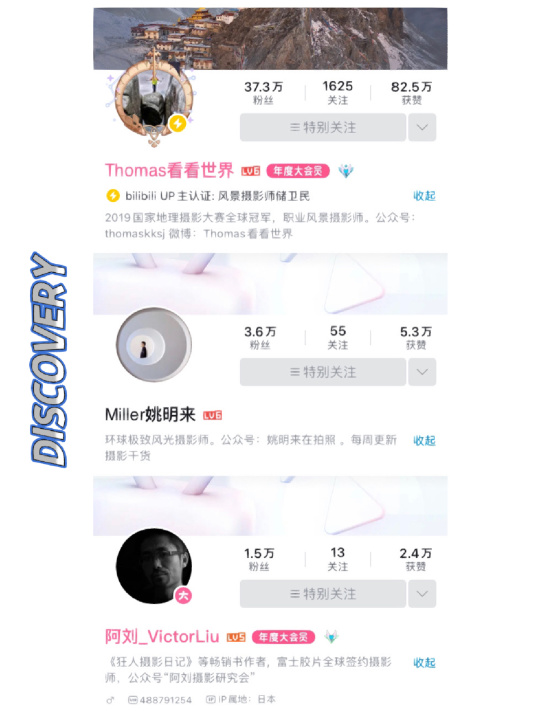 37.3万 1625 82.5万
粉丝 关注 获赞
特别关注
Thomas看看世界 LV6 年度大会员
bilibili UP主认证: 风景摄影师储卫民 收起
2019国家地理摄影大赛全球冠军，职业风景摄影师。公众号：
thomaskksj 微博：Thomas看看世界
DISCOVERY
3.6万 55 5.3万
粉丝 关注 获赞
特别关注
Miller姚明来 LV6
环球极致风光摄影师。公众号：姚明来在拍照 。每周更新 收起
摄影干货
1.5万 13 2.4万
粉丝 关注 获赞
大
特别关注
阿刘_VictorLiu LV5 年度大会员
《狂人摄影日记》等畅销书作者，富士胶片全球签约摄影 收起
师、公众号“阿刘摄影研究会”
♂ UID 488791254 IP IP属地：日本